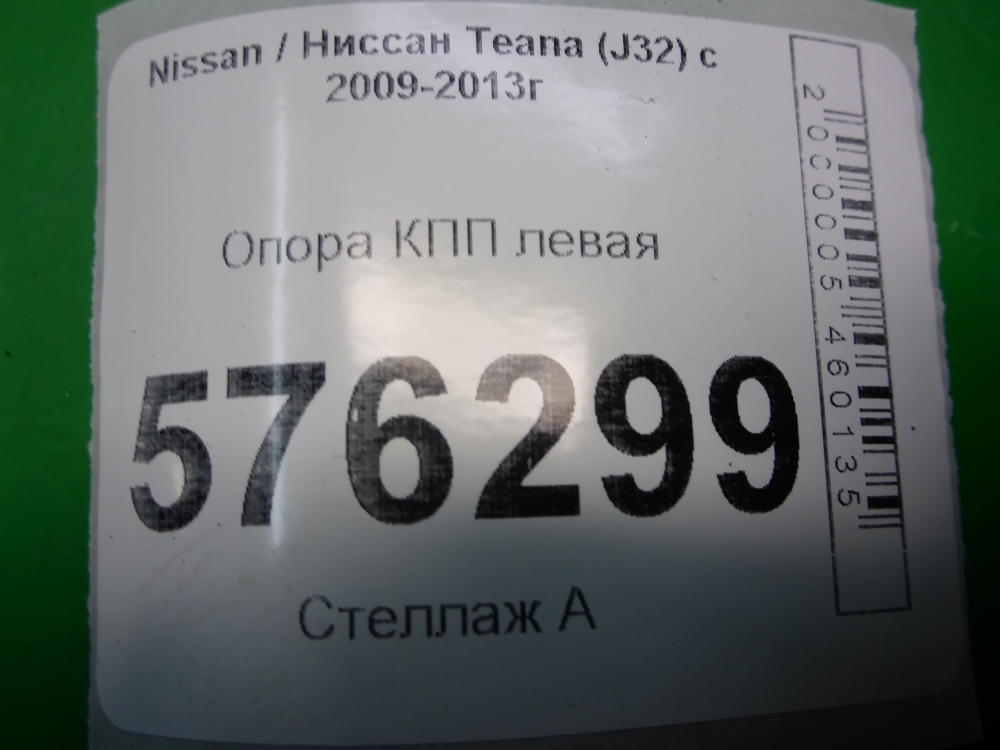 Nissan / Ниссан Teana (J32) с
2009-2013г
Опора КПП левая
576299
Стеллаж А
2000005460135